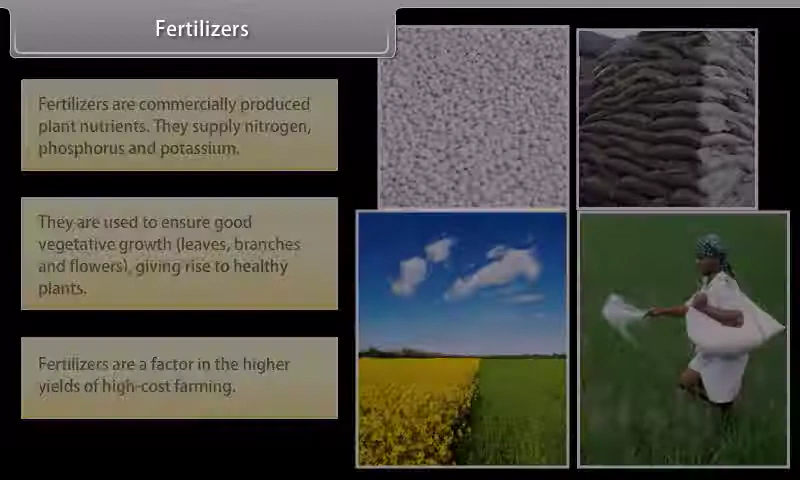 Fertilizers
Fertilizers are commercially produced
plant nutrients. They supply nitrogen,
phosphorus and potassium.
They are used to ensure good
vegetative growth (leaves, branches
and flowers), giving rise to healthy
plants.
Fertilizers are a factor in the higher
yields of high-cost farming.